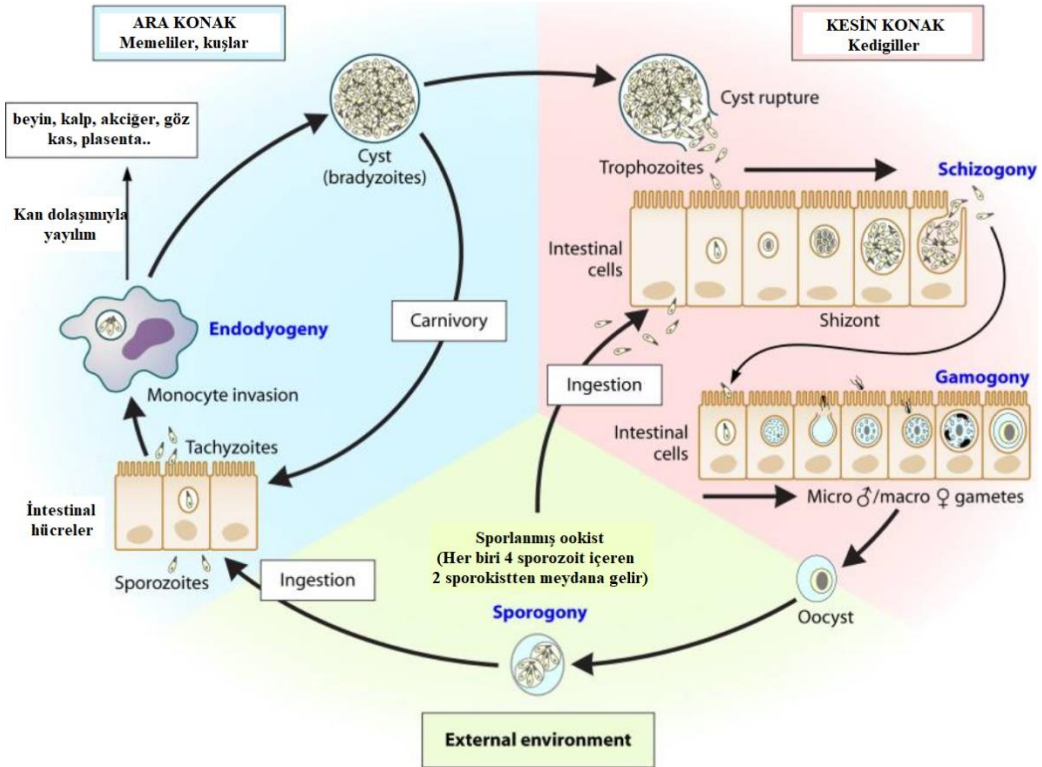 ARA KONAK
Memeliler, kuşlar
KESİN KONAK
Kedigiller
beyin, kalp, akciğer, göz
kas, plasenta..
Cyst
(bradyzoites)
Cyst rupture
Trophozoites
Schizogony
Kan dolaşımıyla
yayılım
Intestinal
cells
Shizont
Endodyogeny
Carnivory
Monocyte invasion
Ingestion
Gamogony
Tachyzoites
Intestinal
cells
Micro ♂/macro ♀ gametes
İntestinal
hücreler
Sporozoites
Ingestion
Sporlanmış ookist
(Her biri 4 sporozoit içeren
2 sporokistten meydana gelir)
Sporogony
Oocyst
External environment